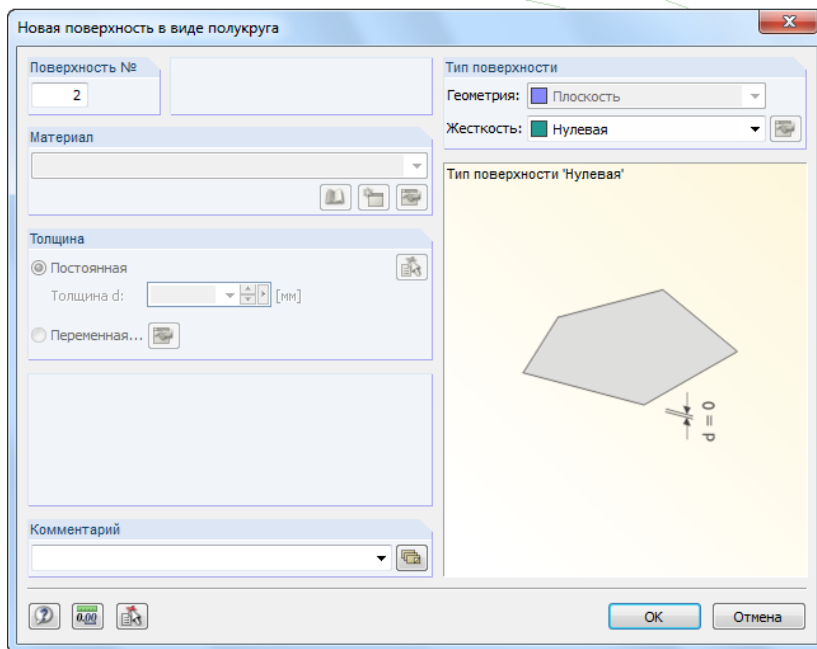 Новая поверхность в виде полукруга
Поверхность №
2
Материал
Толщина
Постоянная
Толщина d:
[мм]
Переменная...
Комментарий
Тип поверхности
Геометрия: Плоскость
Жесткость: Нулевая
Тип поверхности 'Нулевая'
d = 0
0.00
OK
Отмена